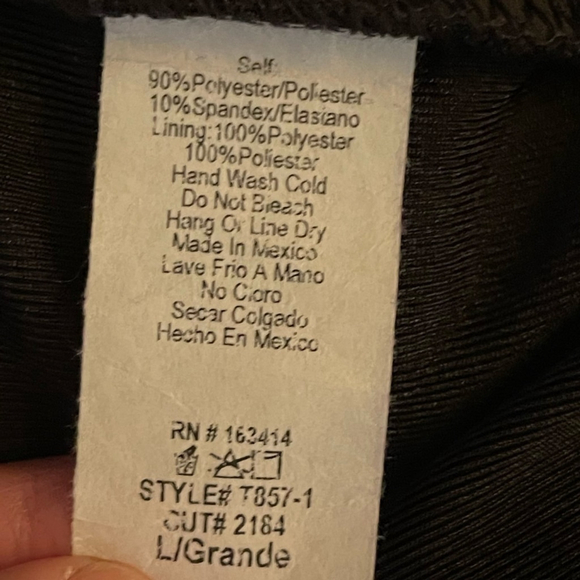 Self:
90%Polyester/Poliester
10%Spandex/Elastano
Lining:100%Polyester
100%Poliester
Hand Wash Cold
Do Not Bleach
Hang Or Line Dry
Made In Mexico
Lave Frio A Mano
No Cloro
Secar Colgado
Hecho En Mexico
RN # 163414
STYLE# T857-1
CUT# 2184
L/Grande